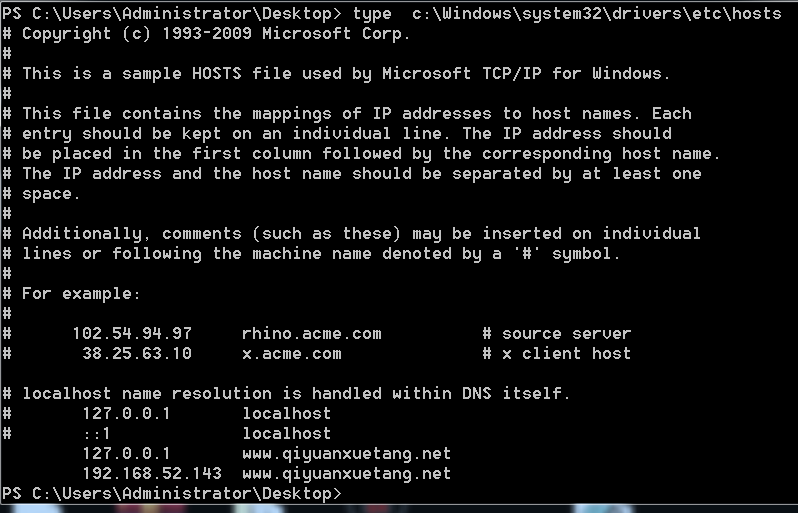 PS C:\Users\Administrator\Desktop> type  c:\Windows\system32\drivers\etc\hosts
# Copyright (c) 1993-2009 Microsoft Corp.
#
# This is a sample HOSTS file used by Microsoft TCP/IP for Windows.
#
# This file contains the mappings of IP addresses to host names. Each
# entry should be kept on an individual line. The IP address should
# be placed in the first column followed by the corresponding host name.
# The IP address and the host name should be separated by at least one
# space.
#
# Additionally, comments (such as these) may be inserted on individual
# lines or following the machine name denoted by a '#' symbol.
#
# For example:
#
#      102.54.94.97     rhino.acme.com          # source server
#       38.25.63.10     x.acme.com              # x client host

# localhost name resolution is handled within DNS itself.
#       127.0.0.1       localhost
#       ::1             localhost
        127.0.0.1       www.qiyuanxuetang.net
        192.168.52.143  www.qiyuanxuetang.net
PS C:\Users\Administrator\Desktop>